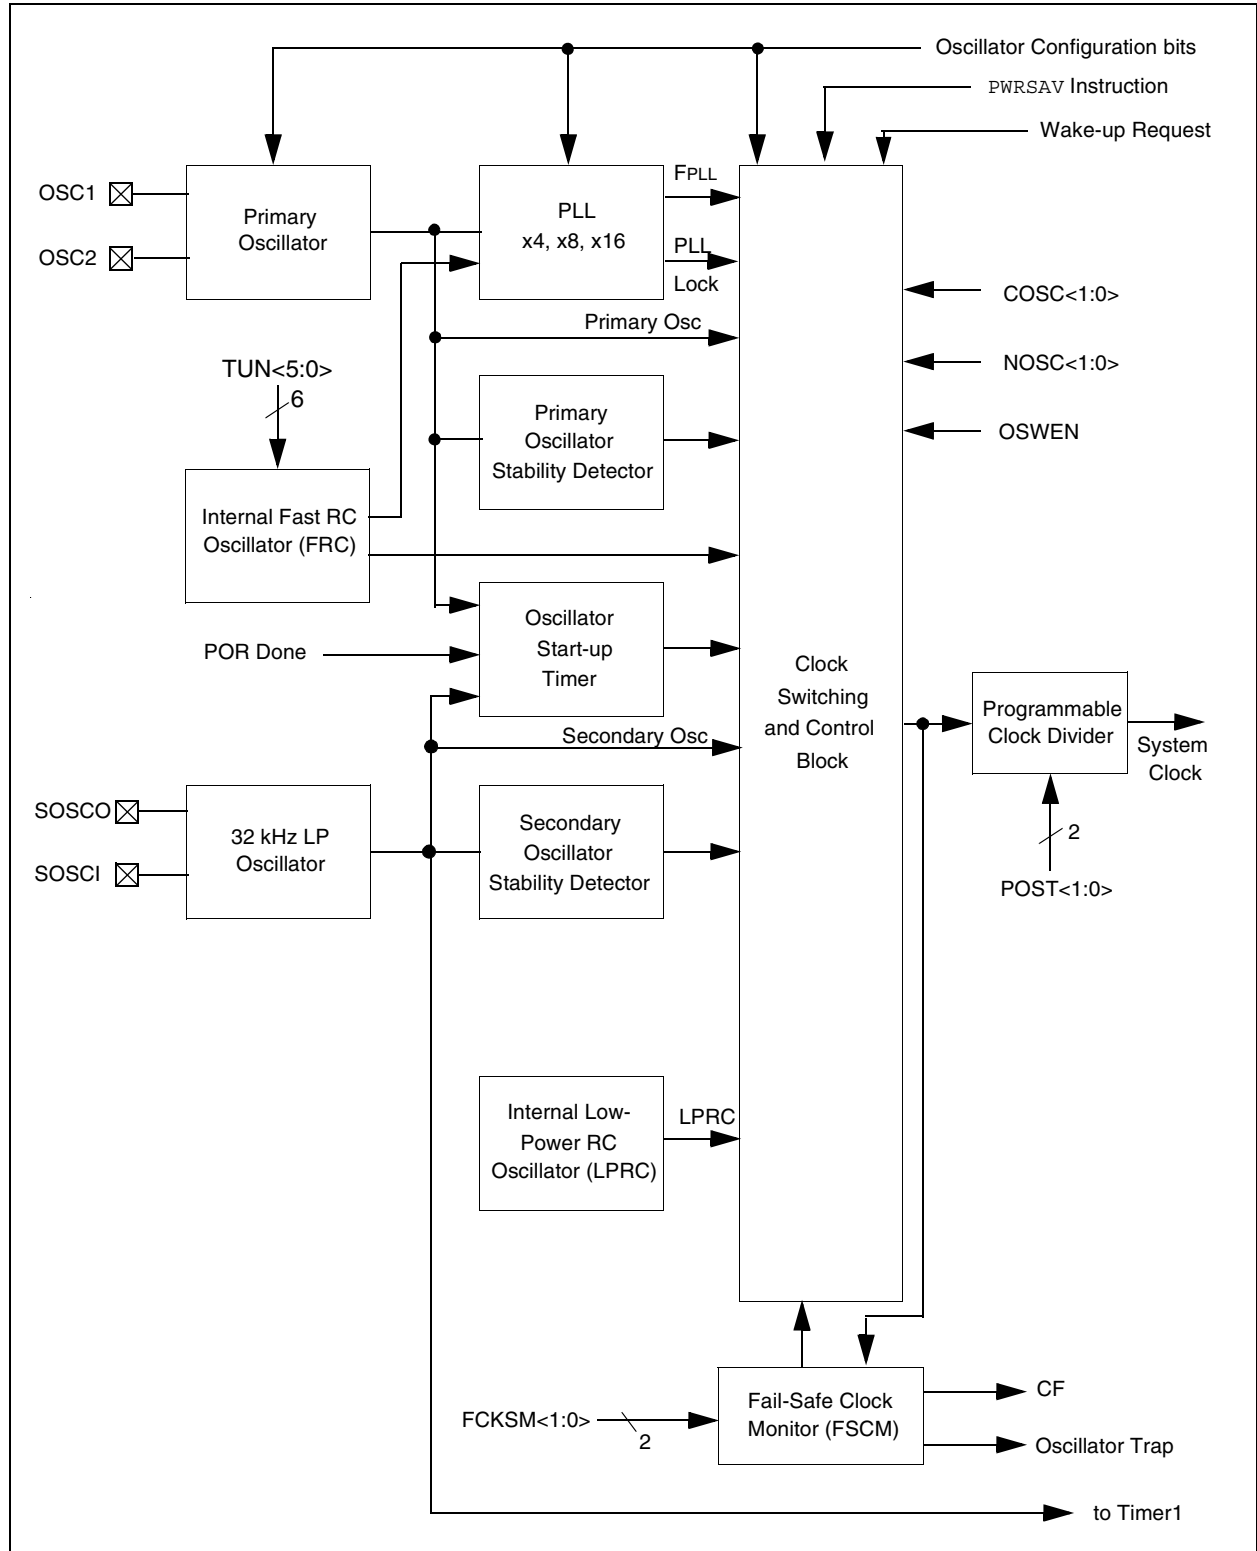 Oscillator Configuration bits
PWRSAV Instruction
Wake-up Request
OSC1
OSC2
Primary
Oscillator
PLL
x4, x8, x16
FPLL
PLL
Lock
COSC<1:0>
Primary Osc
NOSC<1:0>
TUN<5:0>
6
Primary
Oscillator
Stability Detector
OSWEN
Internal Fast RC
Oscillator (FRC)
POR Done
Oscillator
Start-up
Timer
Clock
Switching
and Control
Block
Secondary Osc
Programmable
Clock Divider
System
Clock
2
POST<1:0>
SOSCO
SOSCI
32 kHz LP
Oscillator
Secondary
Oscillator
Stability Detector
Internal Low-
Power RC
Oscillator (LPRC)
LPRC
FCKSM<1:0>
2
Fail-Safe Clock
Monitor (FSCM)
CF
Oscillator Trap
to Timer1